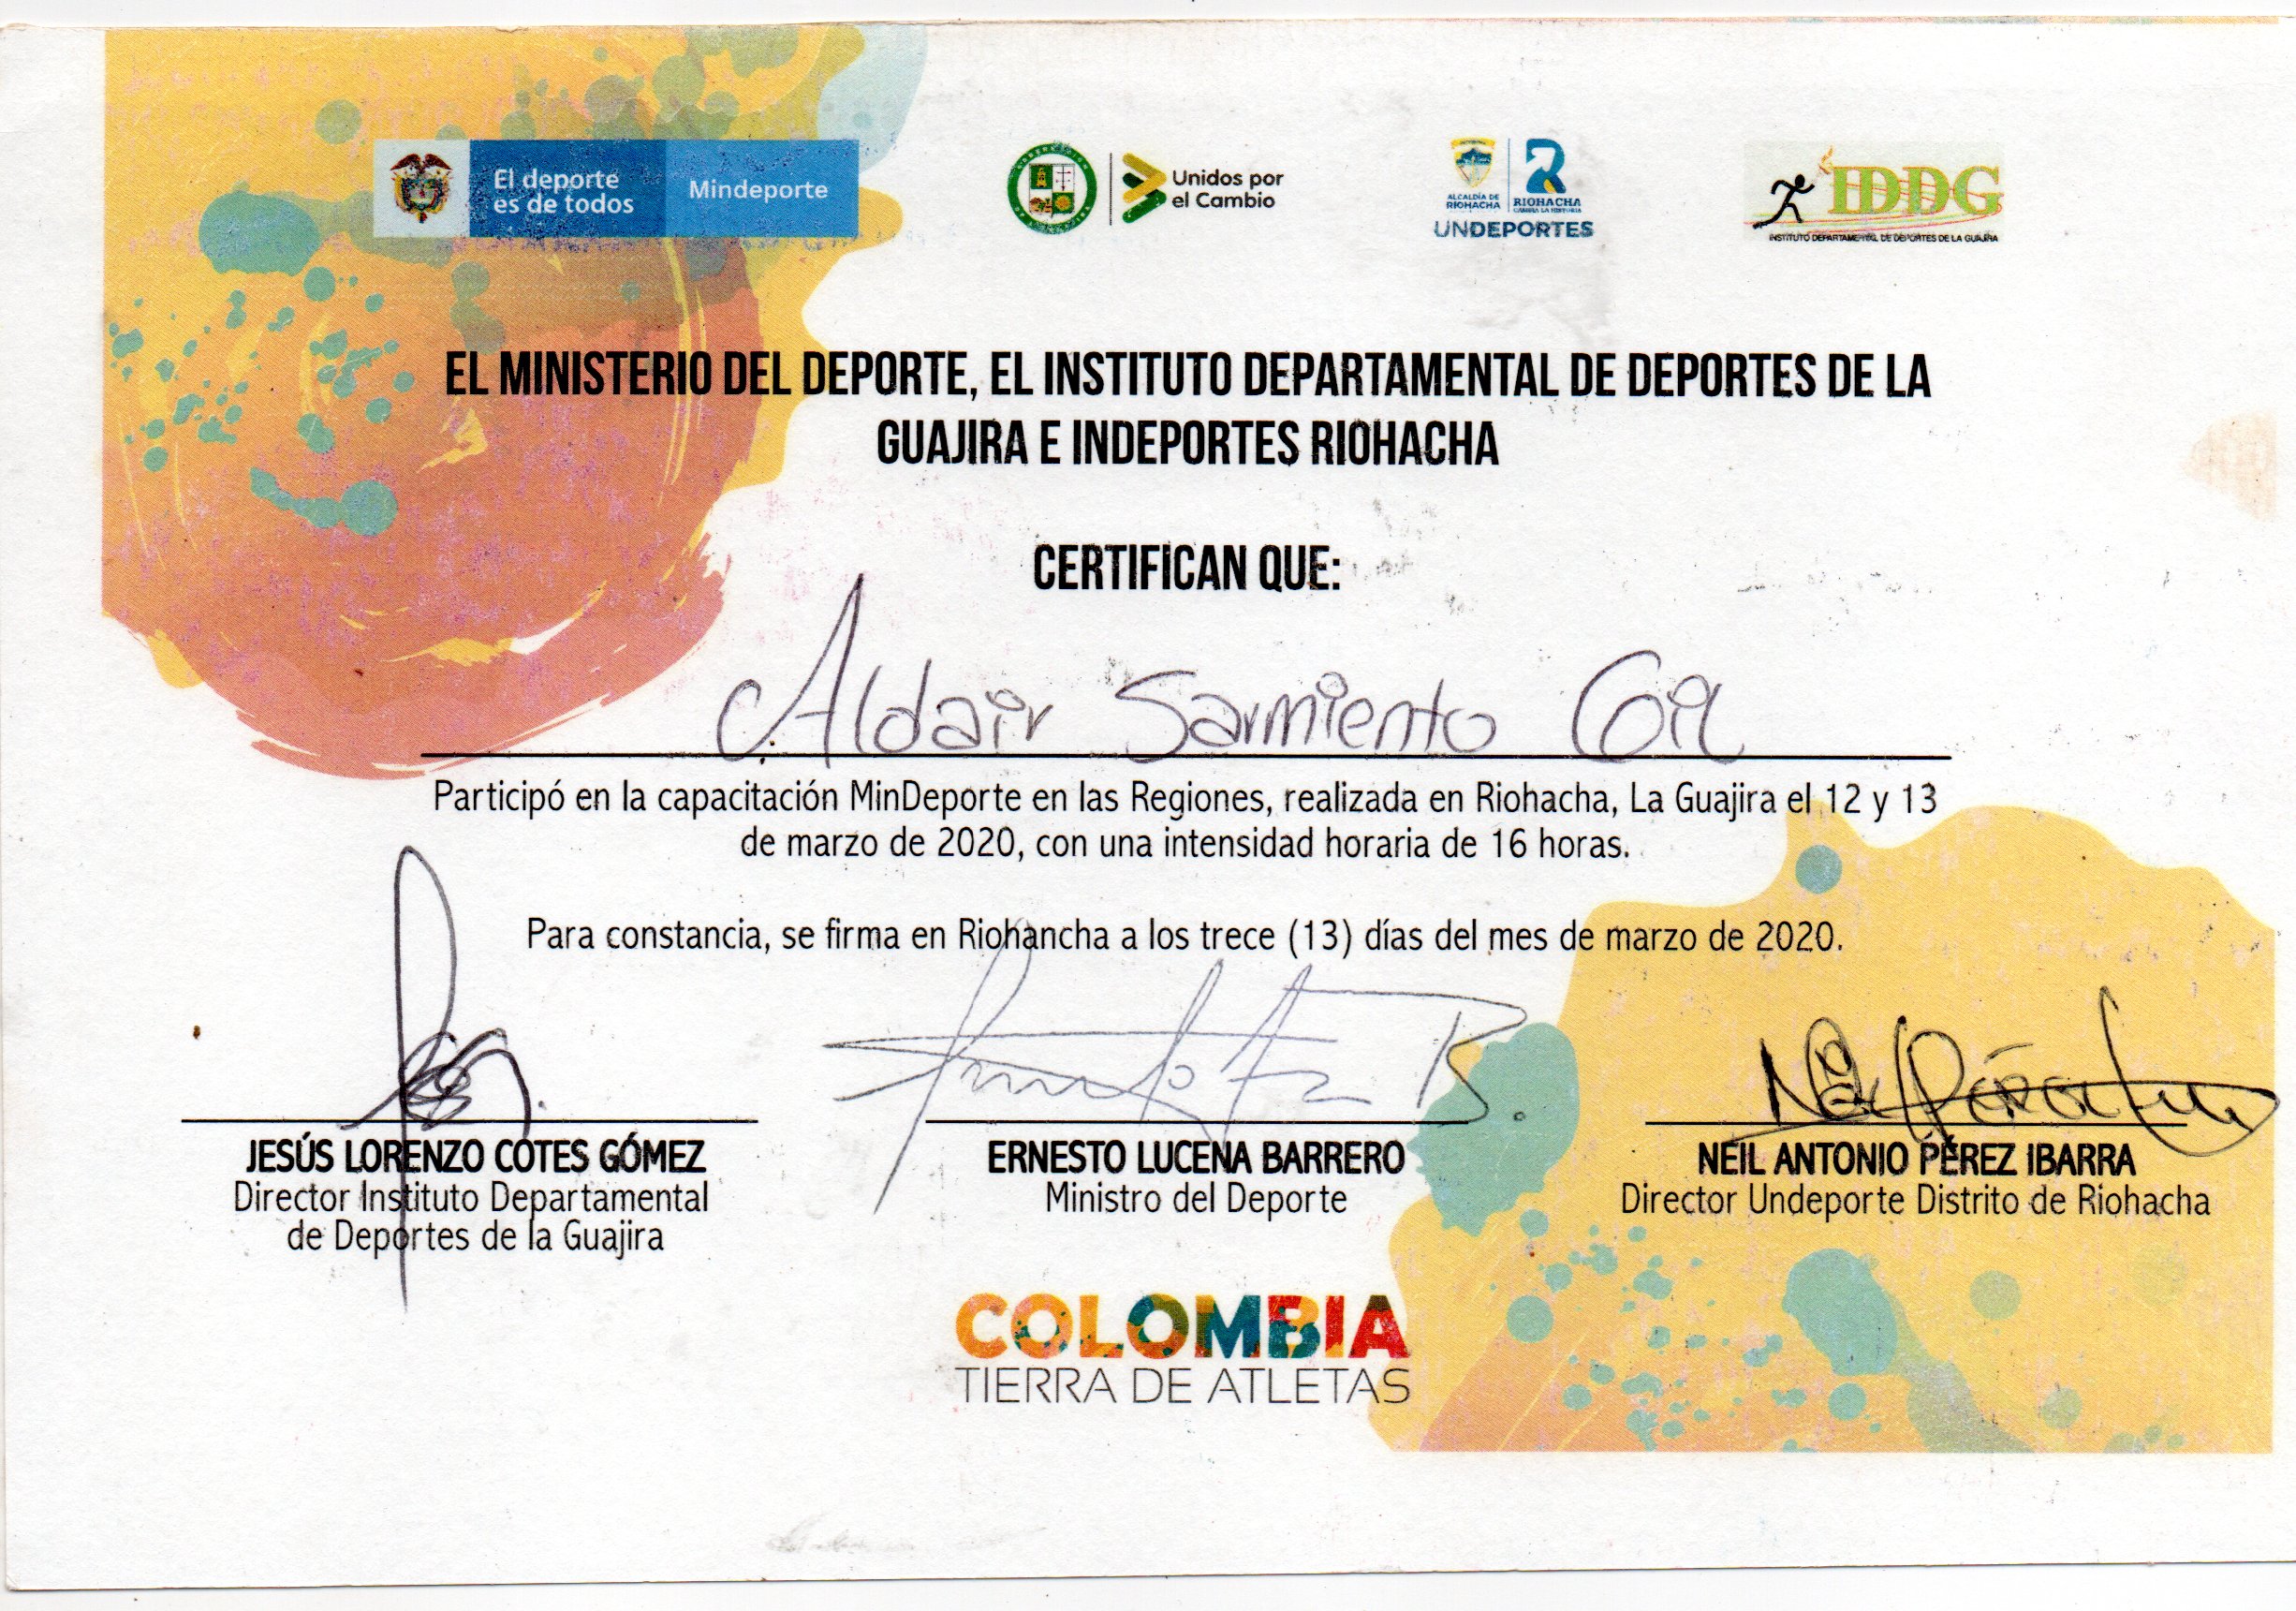 El deporte
es de todos
Mindeporte
Unidos por
el Cambio
ALCALDÍA DE
RIOHACHA
RIOHACHA
CAMBIA LA HISTORIA
UNDEPORTES
IDDG
INSTITUTO DEPARTAMENTAL DE DEPORTES DE LA GUAJIRA
EL MINISTERIO DEL DEPORTE, EL INSTITUTO DEPARTAMENTAL DE DEPORTES DE LA
GUAJIRA E INDEPORTES RIOHACHA
CERTIFICAN QUE:
Aldair Sarmiento Gil
Participó en la capacitación MinDeporte en las Regiones, realizada en Riohacha, La Guajira el 12 y 13
de marzo de 2020, con una intensidad horaria de 16 horas.
Para constancia, se firma en Riohancha a los trece (13) días del mes de marzo de 2020.
JESÚS LORENZO COTES GÓMEZ
Director Instituto Departamental
de Deportes de la Guajira
ERNESTO LUCENA BARRERO
Ministro del Deporte
NEIL ANTONIO PÉREZ IBARRA
Director Undeporte Distrito de Riohacha
COLOMBIA
TIERRA DE ATLETAS